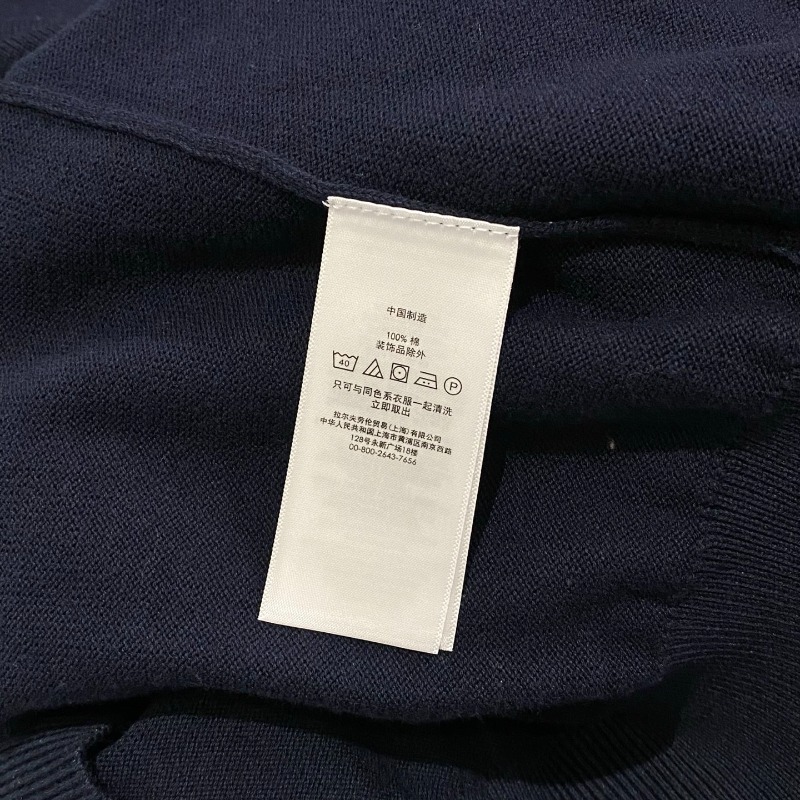 中国制造
100% 棉
装饰品除外
40 P
只可与同色系衣服一起清洗
立即取出
拉尔夫劳伦贸易(上海)有限公司
中华人民共和国上海市黄浦区南京西路
128号永新广场18楼
00-800-2643-7656